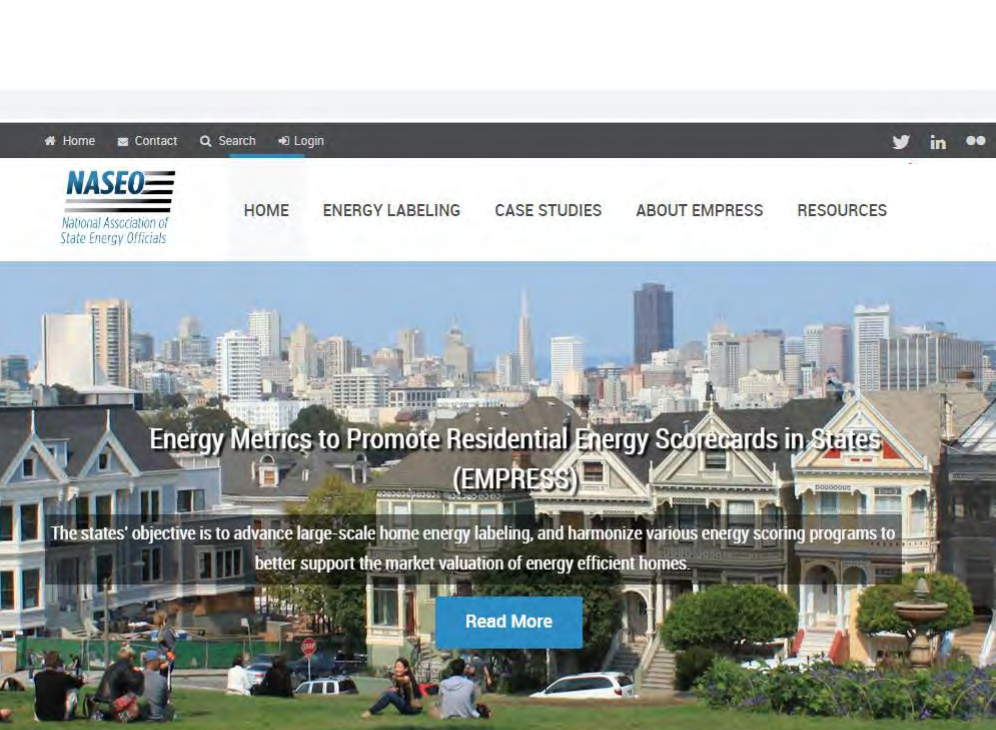 Home Contact Search Login
in
NASEO
National Association of
State Energy Officials
HOME ENERGY LABELING CASE STUDIES ABOUT EMPRESS RESOURCES
Energy Metrics to Promote Residential Energy Scorecards in States
(EMPRESS)
The states' objective is to advance large-scale home energy labeling, and harmonize various energy scoring programs to
better support the market valuation of energy efficient homes.
Read More
STOP